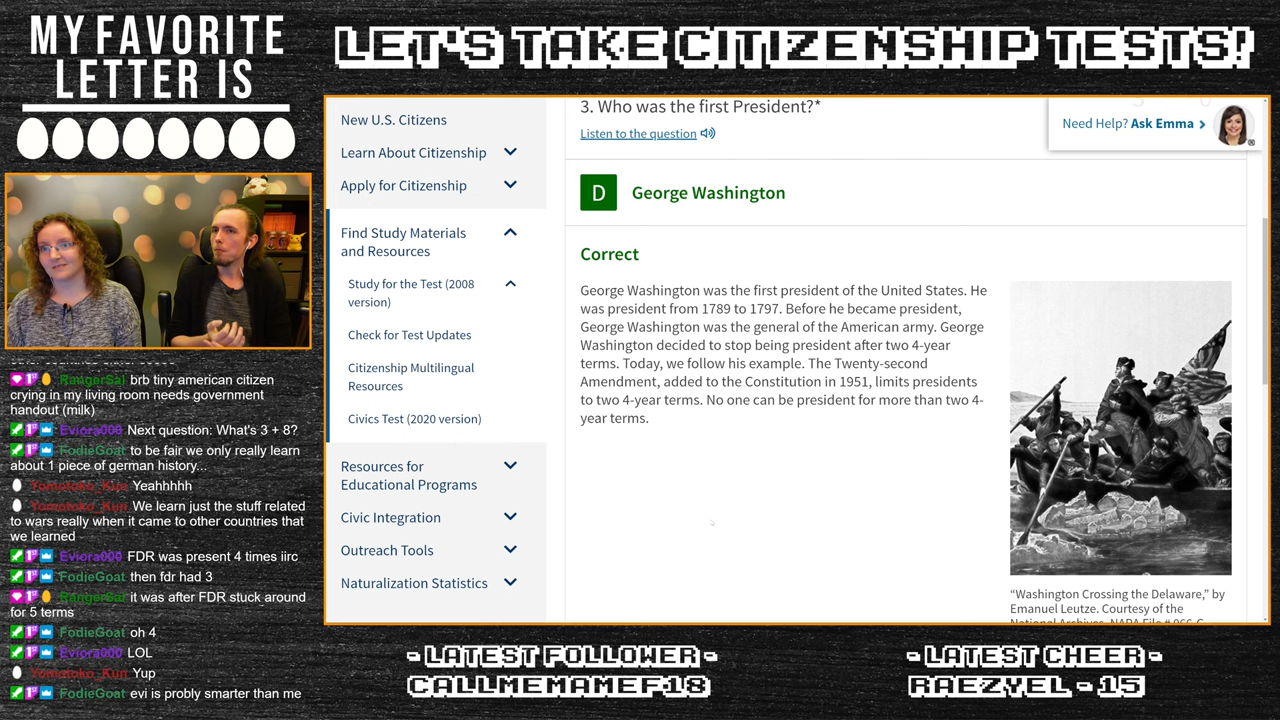 MY FAVORITE
LETTER IS
LET'S TAKE CITIZENSHIP TESTS!
New U.S. Citizens
Learn About Citizenship
Apply for Citizenship
Find Study Materials
and Resources
Study for the Test (2008
version)
Check for Test Updates
Citizenship Multilingual
Resources
Civics Test (2020 version)
Resources for
Educational Programs
Civic Integration
Outreach Tools
Naturalization Statistics
3. Who was the first President?*
Listen to the question
Need Help? Ask Emma
D George Washington
Correct
George Washington was the first president of the United States. He
was president from 1789 to 1797. Before he became president,
George Washington was the general of the American army. George
Washington decided to stop being president after two 4-year
terms. Today, we follow his example. The Twenty-second
Amendment, added to the Constitution in 1951, limits presidents
to two 4-year terms. No one can be president for more than two 4-
year terms.
"Washington Crossing the Delaware," by
Emanuel Leutze. Courtesy of the
National Archives, NARA File #
RangerSal brb tiny american citizen
crying in my living room needs government
handout (milk)
Eviora000 Next question: What's 3 + 8?
FodieGoat to be fair we only really learn
about 1 piece of german history...
Yomotoko_Kun Yeahhhhh
Yomotoko_Kun We learn just the stuff related
to wars really when it came to other countries that
we learned
Eviora000 FDR was present 4 times iirc
FodieGoat then fdr had 3
RangerSal it was after FDR stuck around
for 5 terms
FodieGoat oh 4
Eviora000 LOL
Yomotoko_Kun Yup
FodieGoat evi is probly smarter than me
- LATEST FOLLOWER -
CALLMEMAMEF18
- LATEST CHEER -
RAEZYEL - 15